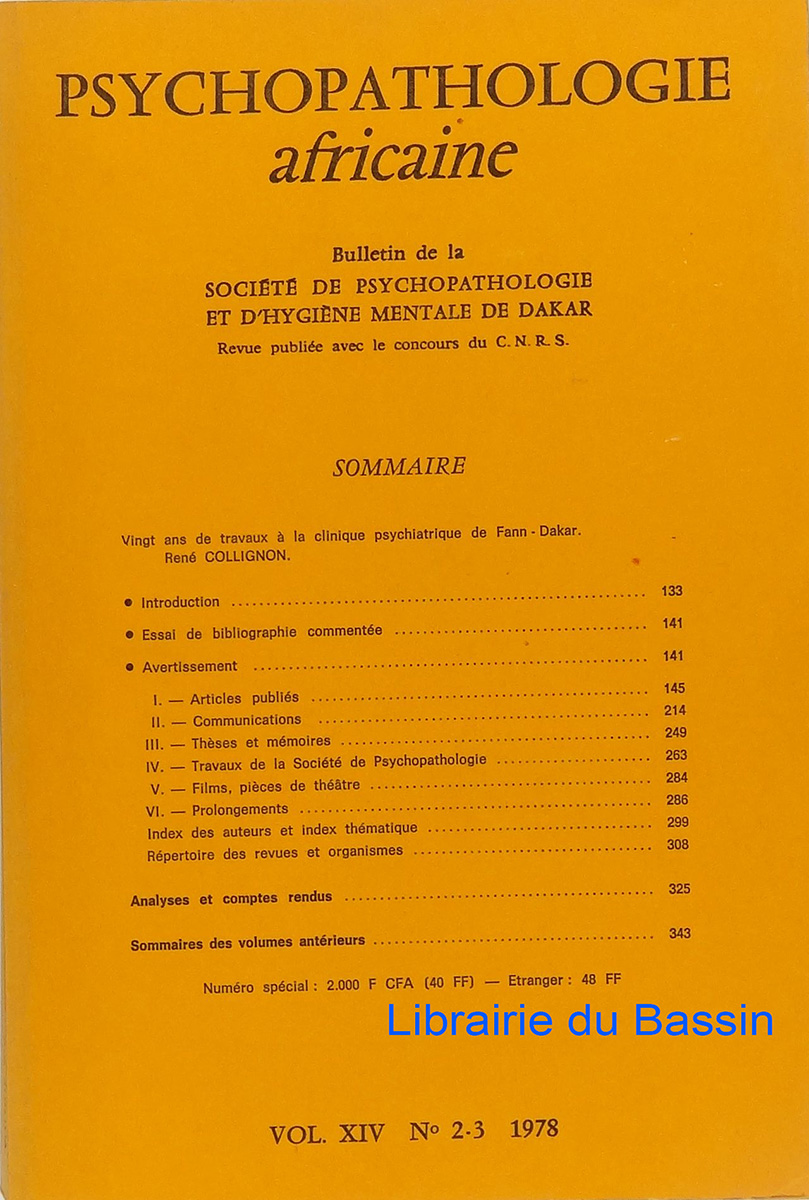 PSYCHOPATHOLOGIE
africaine
Bulletin de la
SOCIÉTÉ DE PSYCHOPATHOLOGIE
ET D'HYGIÈNE MENTALE DE DAKAR
Revue publiée avec le concours du C.N.R.S.
SOMMAIRE
Vingt ans de travaux à la clinique psychiatrique de Fann - Dakar.
René COLLIGNON.
● Introduction ........ 133
● Essai de bibliographie commentée ........ 141
● Avertissement ........ 141
I. — Articles publiés ........ 145
II. — Communications ........ 214
III. — Thèses et mémoires ........ 249
IV. — Travaux de la Société de Psychopathologie ........ 263
V. — Films, pièces de théâtre ........ 284
VI. — Prolongements ........ 286
Index des auteurs et index thématique ........ 299
Répertoire des revues et organismes ........ 308
Analyses et comptes rendus ........ 325
Sommaires des volumes antérieurs ........ 343
Numéro spécial : 2.000 F CFA (40 FF) — Etranger : 48 FF
Librairie du Bassin
VOL. XIV Nº 2-3 1978